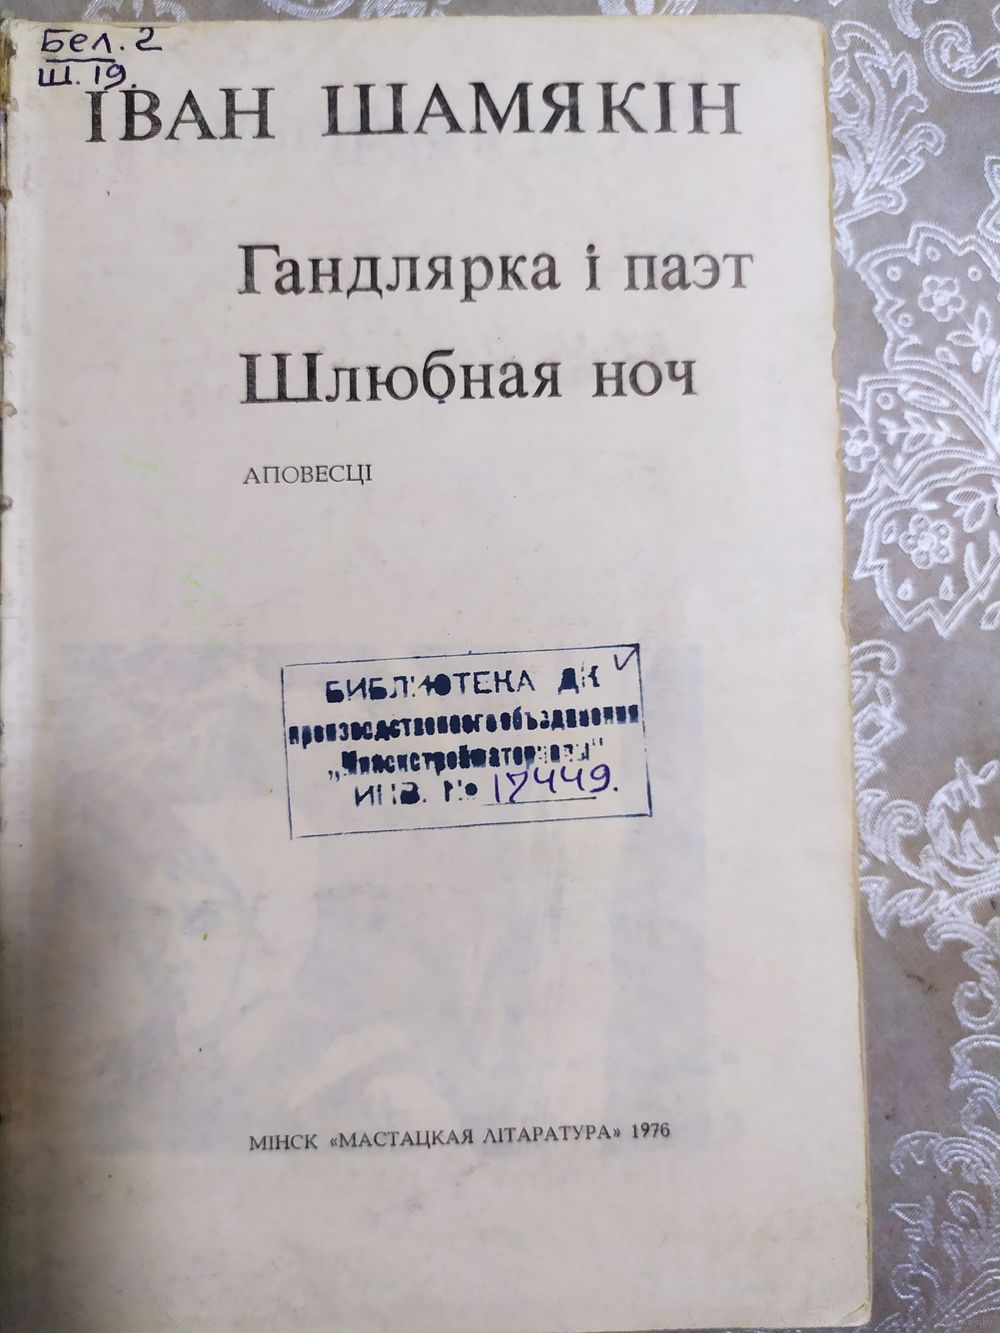 Бел. 2
Ш. 19.
ІВАН ШАМЯКІН
Гандлярка і паэт
Шлюбная ноч
АПОВЕСЦІ
БИБЛИОТЕКА ДК
производственного объединения
„Минскстройматериалы“
ИНВ. № 17449.
МІНСК «МАСТАЦКАЯ ЛІТАРАТУРА» 1976